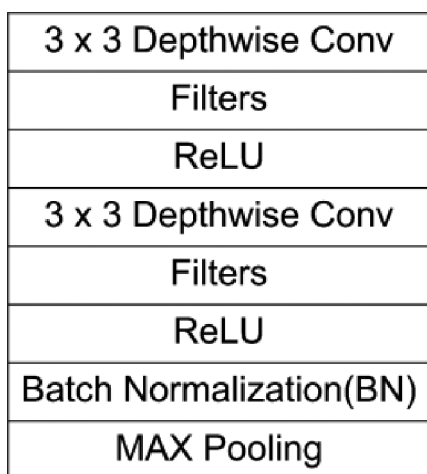 3 x 3 Depthwise Conv
Filters
ReLU
3 x 3 Depthwise Conv
Filters
ReLU
Batch Normalization(BN)
MAX Pooling